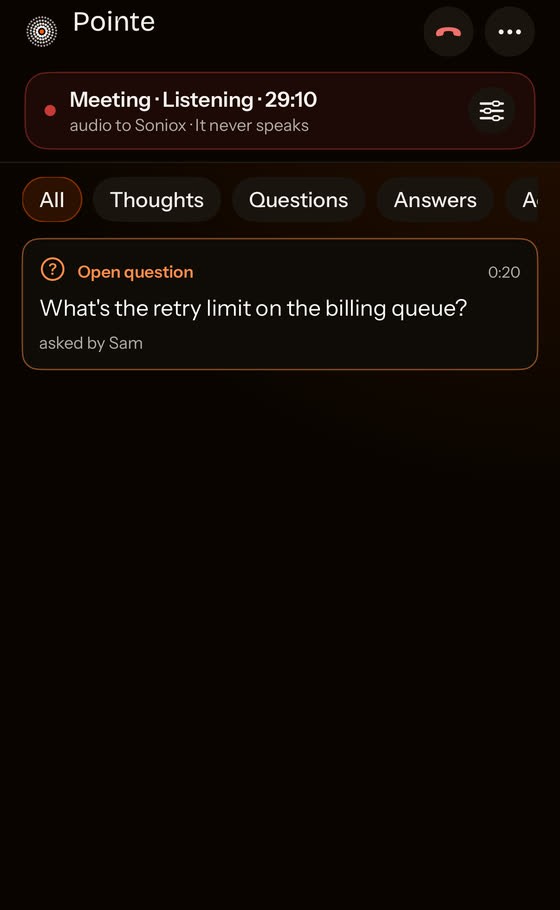 Pointe
Meeting · Listening · 29:10
audio to Soniox · It never speaks
All
Thoughts
Questions
Answers
Open question
0:20
What's the retry limit on the billing queue?
asked by Sam